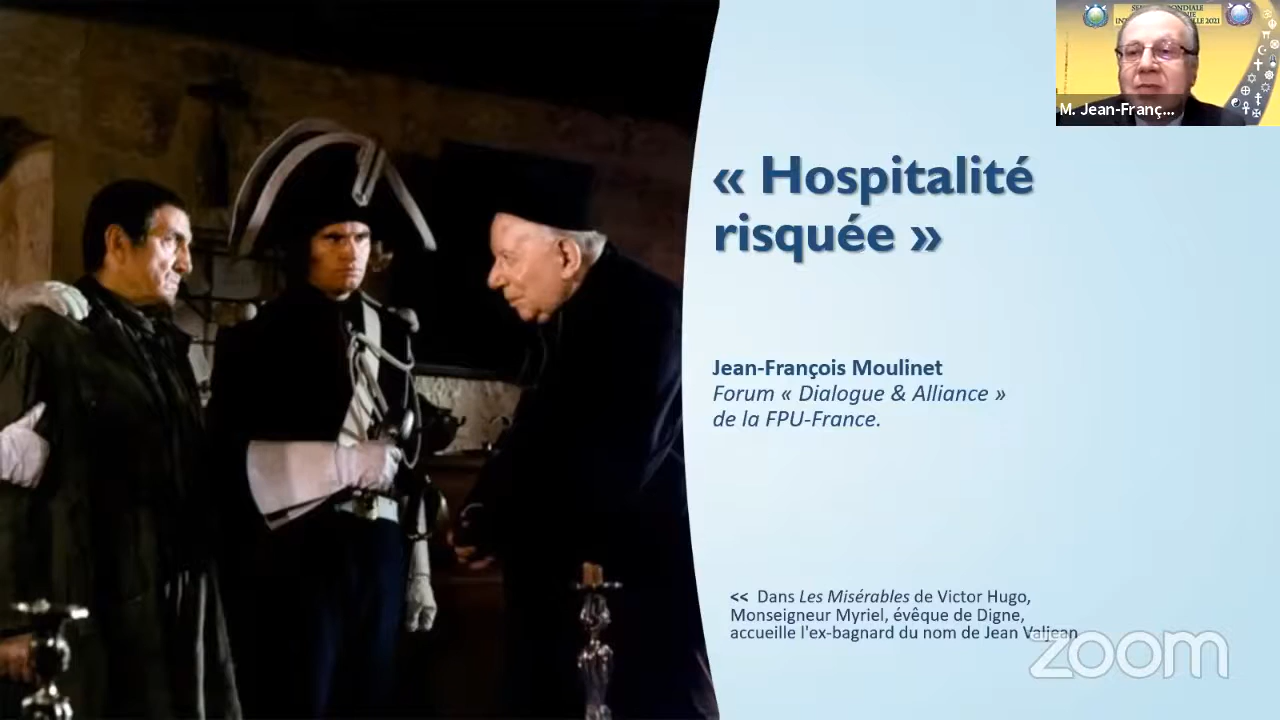 « Hospitalité
risquée »
Jean-François Moulinet
Forum « Dialogue & Alliance »
de la FPU-France.
<< Dans Les Misérables de Victor Hugo,
Monseigneur Myriel, évêque de Digne,
accueille l'ex-bagnard du nom de Jean Valjean
zoom
M. Jean-Franç...
2021